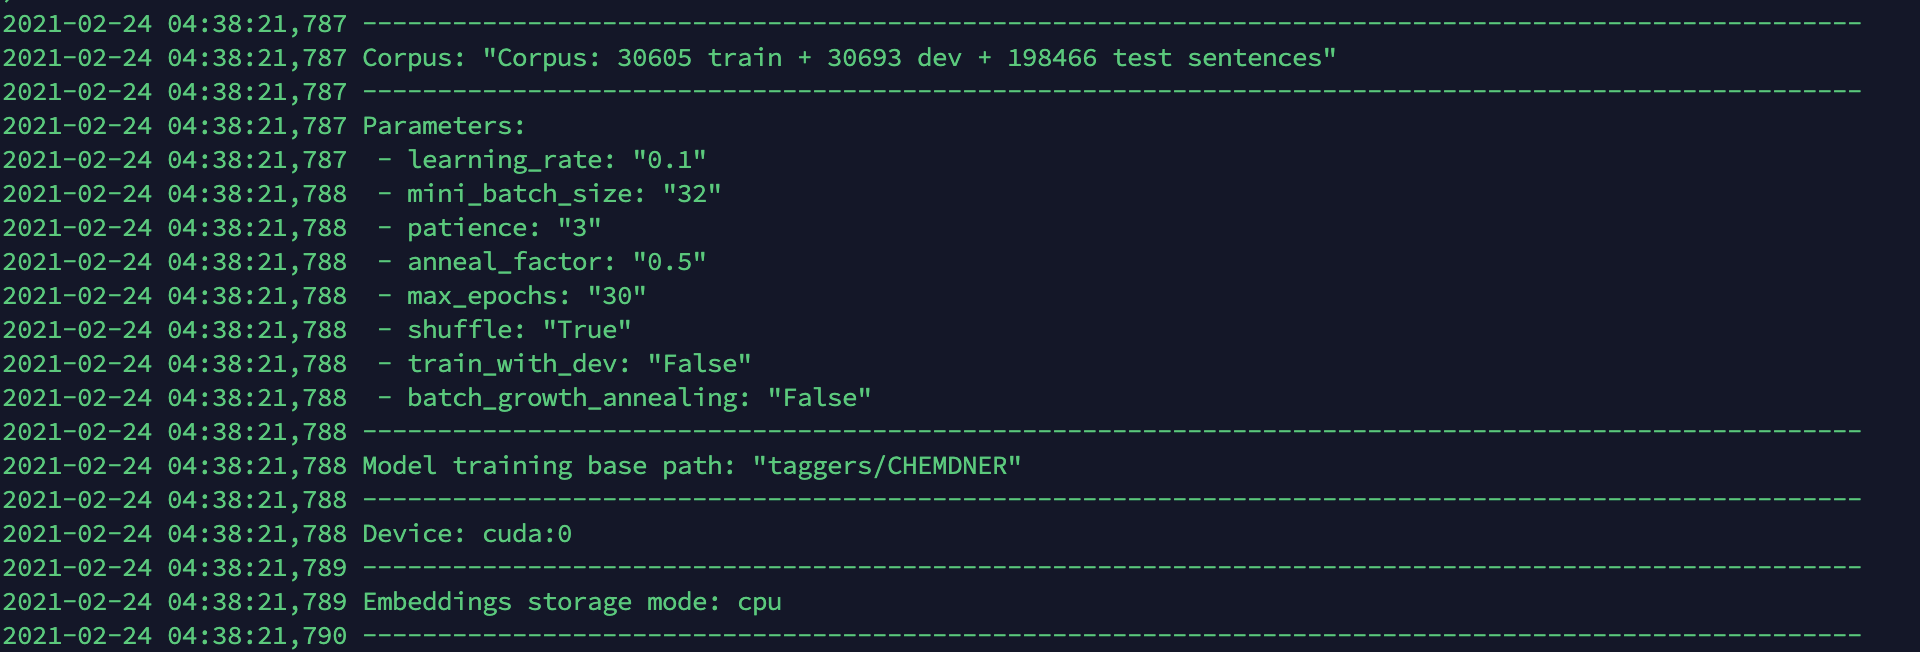 2021-02-24 04:38:21,787 ----------------------------------------------------------------------------------------------------
2021-02-24 04:38:21,787 Corpus: "Corpus: 30605 train + 30693 dev + 198466 test sentences"
2021-02-24 04:38:21,787 ----------------------------------------------------------------------------------------------------
2021-02-24 04:38:21,787 Parameters:
2021-02-24 04:38:21,787  - learning_rate: "0.1"
2021-02-24 04:38:21,788  - mini_batch_size: "32"
2021-02-24 04:38:21,788  - patience: "3"
2021-02-24 04:38:21,788  - anneal_factor: "0.5"
2021-02-24 04:38:21,788  - max_epochs: "30"
2021-02-24 04:38:21,788  - shuffle: "True"
2021-02-24 04:38:21,788  - train_with_dev: "False"
2021-02-24 04:38:21,788  - batch_growth_annealing: "False"
2021-02-24 04:38:21,788 ----------------------------------------------------------------------------------------------------
2021-02-24 04:38:21,788 Model training base path: "taggers/CHEMDNER"
2021-02-24 04:38:21,788 ----------------------------------------------------------------------------------------------------
2021-02-24 04:38:21,788 Device: cuda:0
2021-02-24 04:38:21,789 ----------------------------------------------------------------------------------------------------
2021-02-24 04:38:21,789 Embeddings storage mode: cpu
2021-02-24 04:38:21,790 ----------------------------------------------------------------------------------------------------